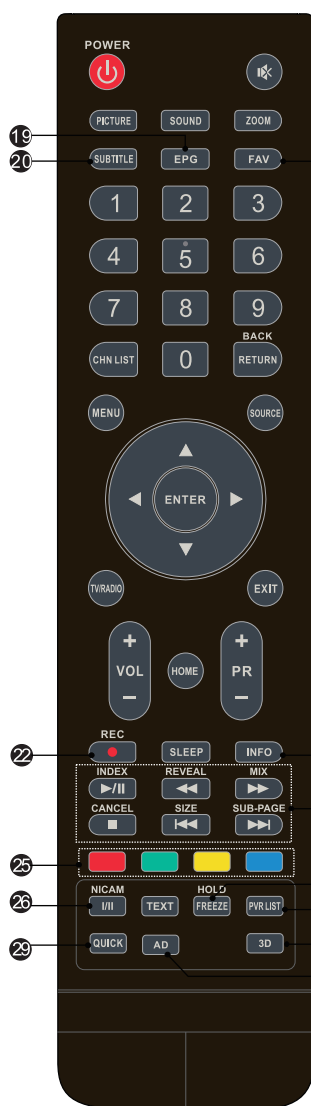 POWER
PICTURE SOUND ZOOM
19
20 SUBTITLE EPG FAV
1 2 3
4 5 6
7 8 9
BACK
CHN LIST 0 RETURN
MENU SOURCE
ENTER
TV/RADIO EXIT
+ +
VOL HOME PR
− −
REC
22 SLEEP INFO
INDEX REVEAL MIX
CANCEL SIZE SUB-PAGE
25
NICAM HOLD
26 I/II TEXT FREEZE PVR LIST
29 QUICK AD 3D